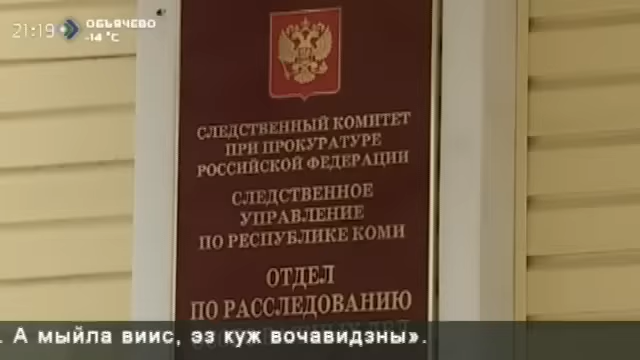 21:19
ОБЪЯЧЕВО
-14 °C
СЛЕДСТВЕННЫЙ КОМИТЕТ
ПРИ ПРОКУРАТУРЕ
РОССИЙСКОЙ ФЕДЕРАЦИИ
СЛЕДСТВЕННОЕ
УПРАВЛЕНИЕ
ПО РЕСПУБЛИКЕ КОМИ
ОТДЕЛ
ПО РАССЛЕДОВАНИЮ
. А мыйла виис, эз куж вочавидзны».